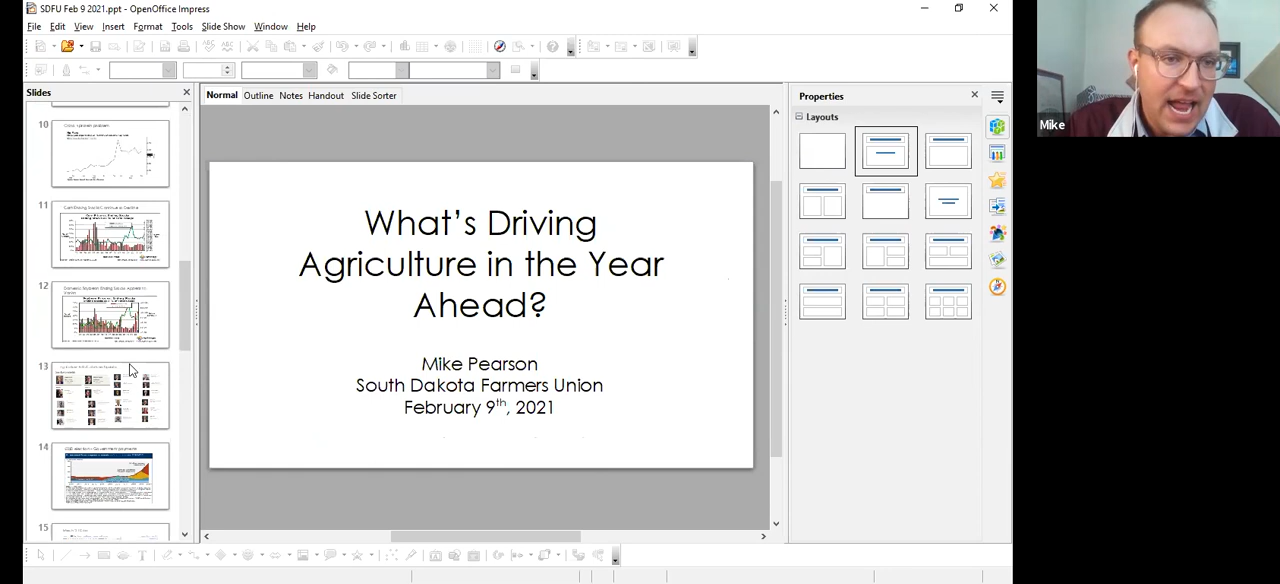 SDFU Feb 9 2021.ppt - OpenOffice Impress
File Edit View Insert Format Tools Slide Show Window Help
Slides
Normal Outline Notes Handout Slide Sorter
Properties
Layouts
10
11
12
13
14
15
What's Driving
Agriculture in the Year
Ahead?
Mike Pearson
South Dakota Farmers Union
February 9th, 2021
Mike